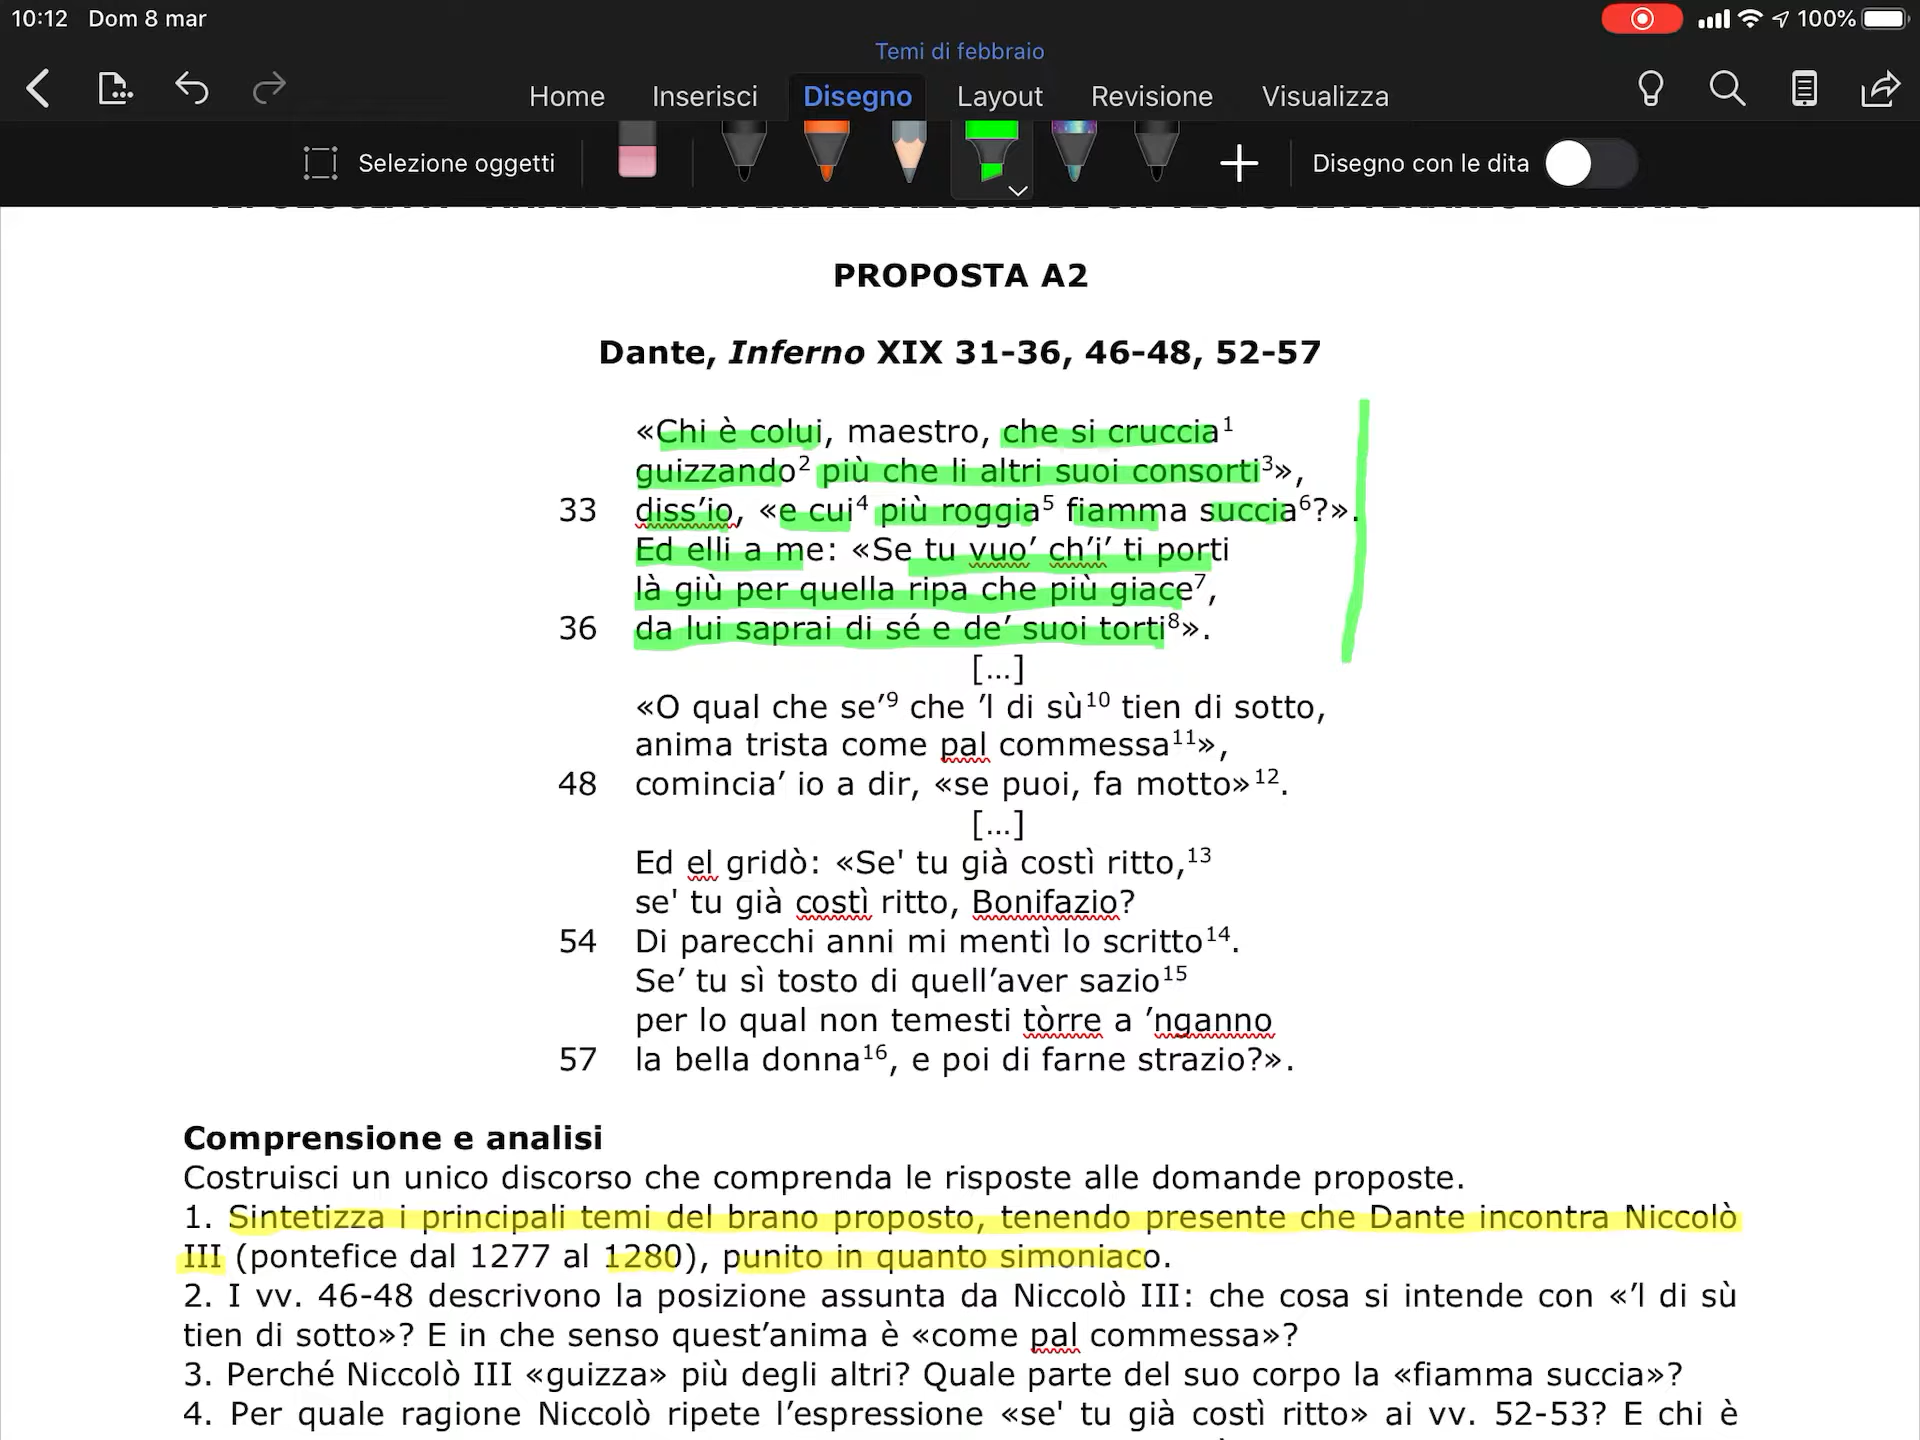 10:12 Dom 8 mar 100%
Temi di febbraio
Home Inserisci Disegno Layout Revisione Visualizza
Selezione oggetti Disegno con le dita
PROPOSTA A2
Dante, Inferno XIX 31-36, 46-48, 52-57
«Chi è colui, maestro, che si cruccia1
guizzando2 più che li altri suoi consorti3»,
33 diss’io, «e cui4 più roggia5 fiamma succia6?».
Ed elli a me: «Se tu vuo’ ch’i’ ti porti
là giù per quella ripa che più giace7,
36 da lui saprai di sé e de’ suoi torti8».
[…]
«O qual che se’9 che ’l di sù10 tien di sotto,
anima trista come pal commessa11»,
48 comincia’ io a dir, «se puoi, fa motto»12.
[…]
Ed el gridò: «Se' tu già costì ritto,13
se' tu già costì ritto, Bonifazio?
54 Di parecchi anni mi mentì lo scritto14.
Se’ tu sì tosto di quell’aver sazio15
per lo qual non temesti tòrre a ’nganno
57 la bella donna16, e poi di farne strazio?».
Comprensione e analisi
Costruisci un unico discorso che comprenda le risposte alle domande proposte.
1. Sintetizza i principali temi del brano proposto, tenendo presente che Dante incontra Niccolò
III (pontefice dal 1277 al 1280), punito in quanto simoniaco.
2. I vv. 46-48 descrivono la posizione assunta da Niccolò III: che cosa si intende con «’l di sù
tien di sotto»? E in che senso quest’anima è «come pal commessa»?
3. Perché Niccolò III «guizza» più degli altri? Quale parte del suo corpo la «fiamma succia»?
4. Per quale ragione Niccolò ripete l’espressione «se' tu già costì ritto» ai vv. 52-53? E chi è